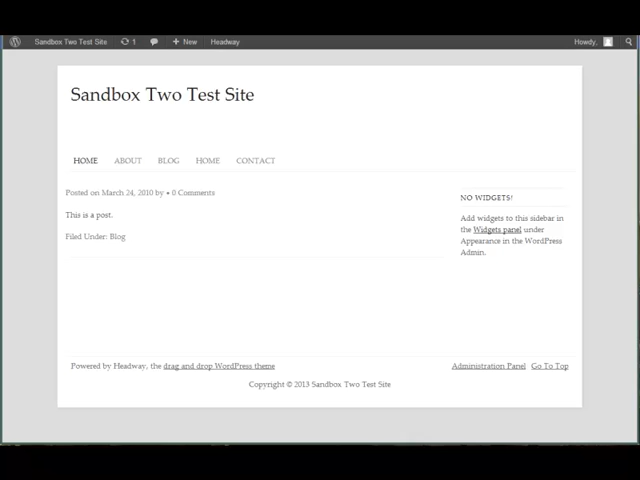 Sandbox Two Test Site 1 + New Headway Howdy,
Sandbox Two Test Site
HOME ABOUT BLOG HOME CONTACT
Posted on March 24, 2010 by • 0 Comments
This is a post.
Filed Under: Blog
NO WIDGETS!
Add widgets to this sidebar in
the Widgets panel under
Appearance in the WordPress
Admin.
Powered by Headway, the drag and drop WordPress theme
Administration Panel Go To Top
Copyright © 2013 Sandbox Two Test Site